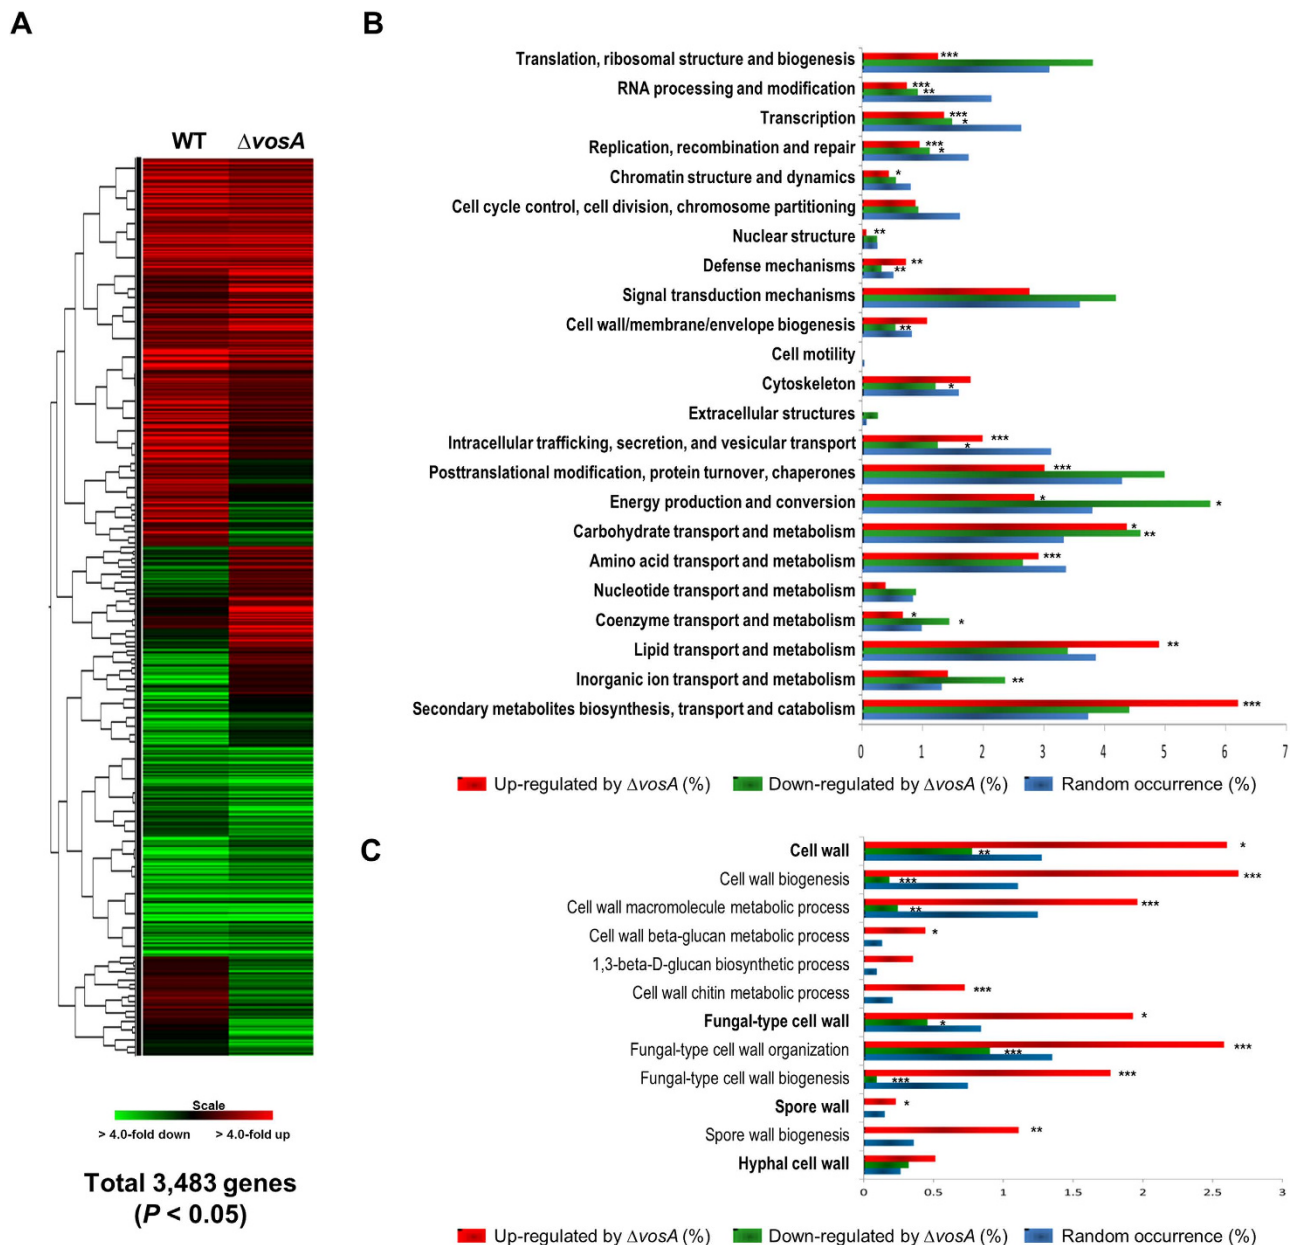 A
WT ΔvosA
Scale
> 4.0-fold down > 4.0-fold up
Total 3,483 genes
(P < 0.05)
B
Translation, ribosomal structure and biogenesis ***
RNA processing and modification *** **
Transcription *** *
Replication, recombination and repair *** *
Chromatin structure and dynamics *
Cell cycle control, cell division, chromosome partitioning
Nuclear structure **
Defense mechanisms ** **
Signal transduction mechanisms
Cell wall/membrane/envelope biogenesis **
Cell motility
Cytoskeleton *
Extracellular structures
Intracellular trafficking, secretion, and vesicular transport *** *
Posttranslational modification, protein turnover, chaperones ***
Energy production and conversion * *
Carbohydrate transport and metabolism * **
Amino acid transport and metabolism ***
Nucleotide transport and metabolism
Coenzyme transport and metabolism * *
Lipid transport and metabolism **
Inorganic ion transport and metabolism **
Secondary metabolites biosynthesis, transport and catabolism ***
0 1 2 3 4 5 6 7
Up-regulated by ΔvosA (%) Down-regulated by ΔvosA (%) Random occurrence (%)
C
Cell wall * **
Cell wall biogenesis *** ***
Cell wall macromolecule metabolic process *** **
Cell wall beta-glucan metabolic process *
1,3-beta-D-glucan biosynthetic process
Cell wall chitin metabolic process ***
Fungal-type cell wall * *
Fungal-type cell wall organization *** ***
Fungal-type cell wall biogenesis *** ***
Spore wall *
Spore wall biogenesis **
Hyphal cell wall
0 0.5 1 1.5 2 2.5 3
Up-regulated by ΔvosA (%) Down-regulated by ΔvosA (%) Random occurrence (%)